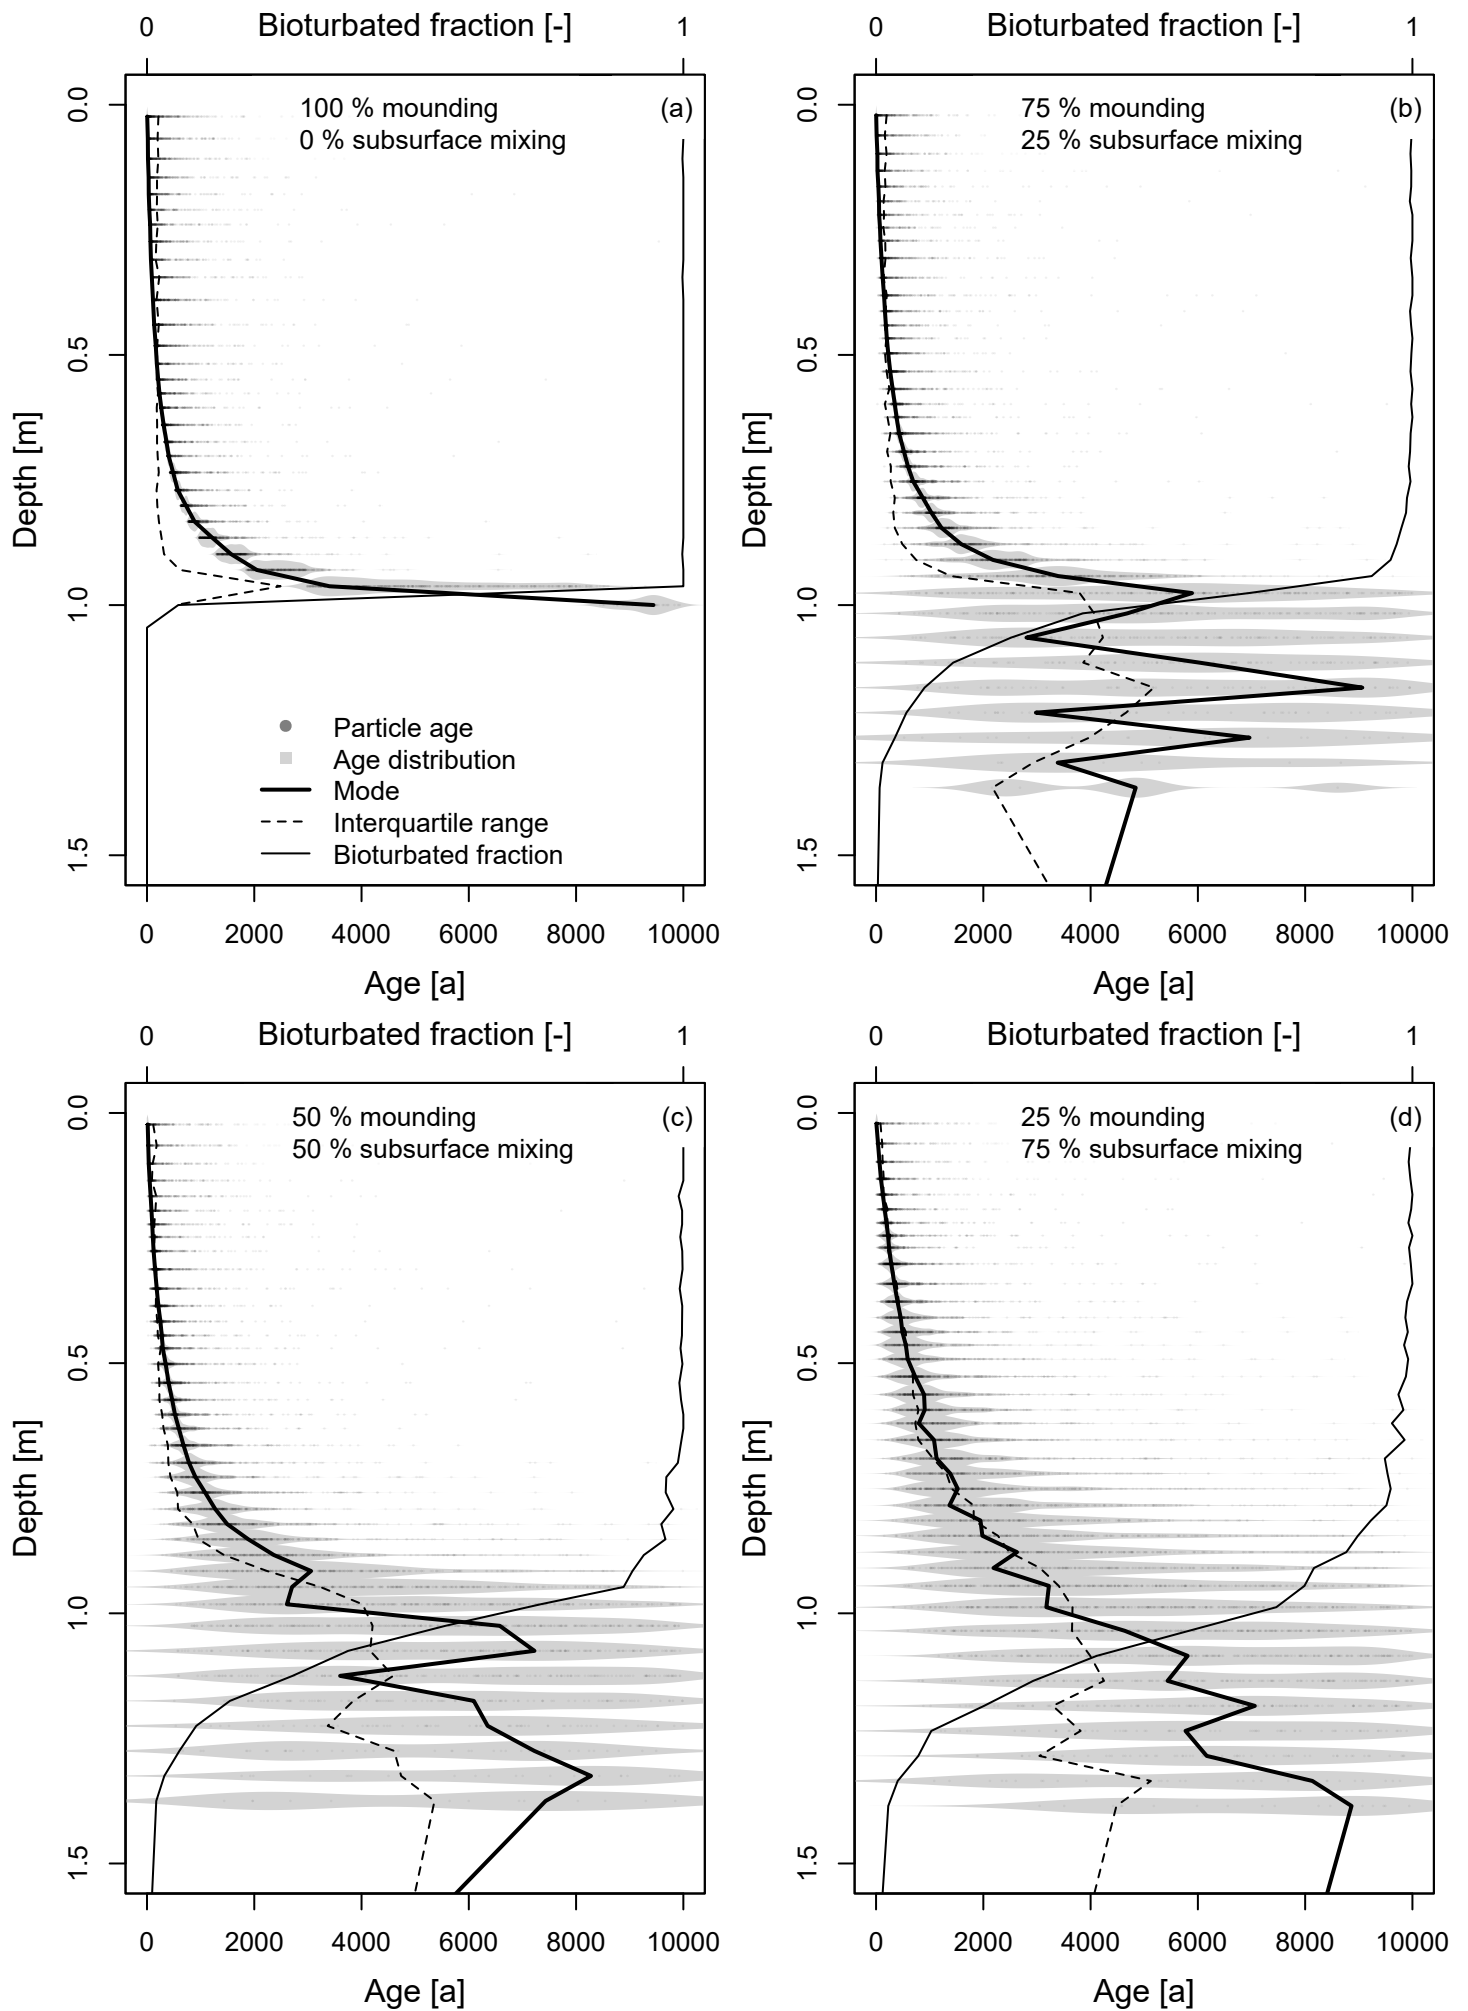 0 Bioturbated fraction [-] 1
100 % mounding (a)
0 % subsurface mixing
0.0
0.5
1.0
1.5
Depth [m]
Particle age
Age distribution
Mode
Interquartile range
Bioturbated fraction
0 2000 4000 6000 8000 10000
Age [a]
0 Bioturbated fraction [-] 1
75 % mounding (b)
25 % subsurface mixing
0.0
0.5
1.0
1.5
Depth [m]
0 2000 4000 6000 8000 10000
Age [a]
0 Bioturbated fraction [-] 1
50 % mounding (c)
50 % subsurface mixing
0.0
0.5
1.0
1.5
Depth [m]
0 2000 4000 6000 8000 10000
Age [a]
0 Bioturbated fraction [-] 1
25 % mounding (d)
75 % subsurface mixing
0.0
0.5
1.0
1.5
Depth [m]
0 2000 4000 6000 8000 10000
Age [a]